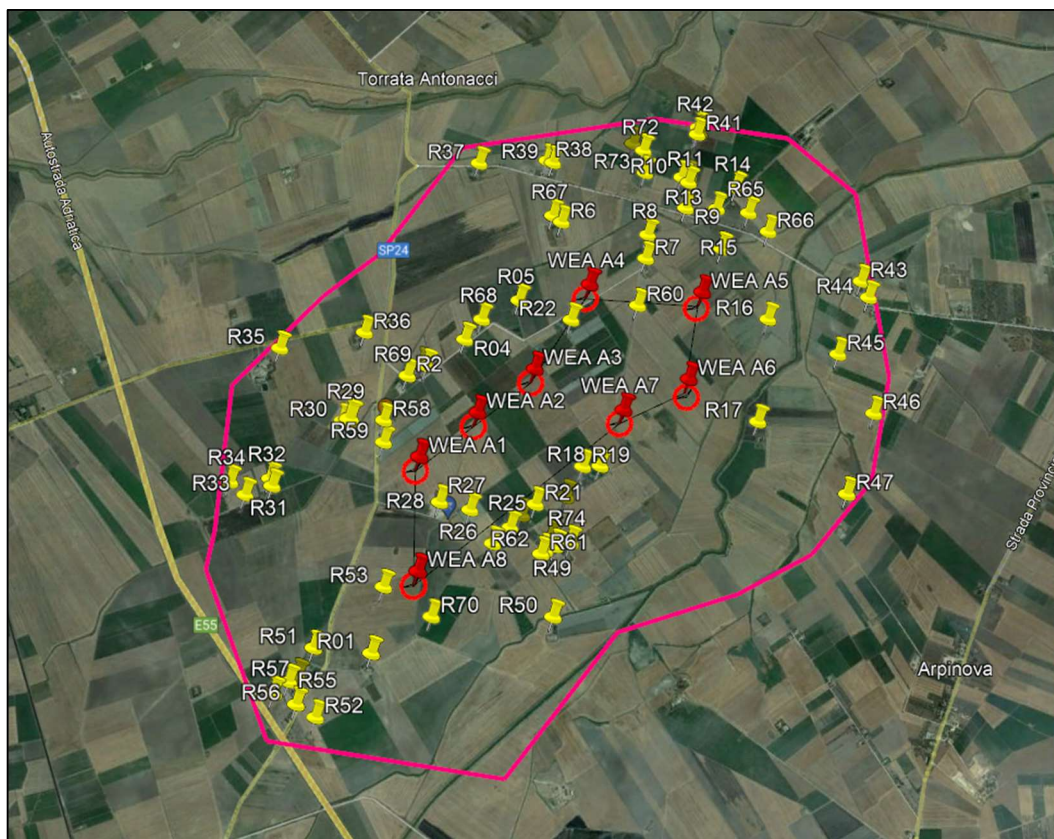 Torrata Antonacci
Autostrada Adriatica
R42
R41
R72
R39
R38
R37
R73
R10
R11
R14
R67
R6
R13
R65
R8
R9
R66
R7
R15
SP24
WEA A4
R05
WEA A5
R43
R44
R68
R22
R60
R16
R36
R35
R04
R45
R69
R2
WEA A3
WEA A6
R29
R30
R58
WEA A2
WEA A7
R17
R46
R59
WEA A1
R34
R32
R33
R31
R18
R19
R47
R28
R27
R25
R21
R26
R74
R62
R61
R49
Strada Provinc
R53
WEA A8
R70
R50
E55
R51
R01
R57
R55
R56
R52
Arpinova